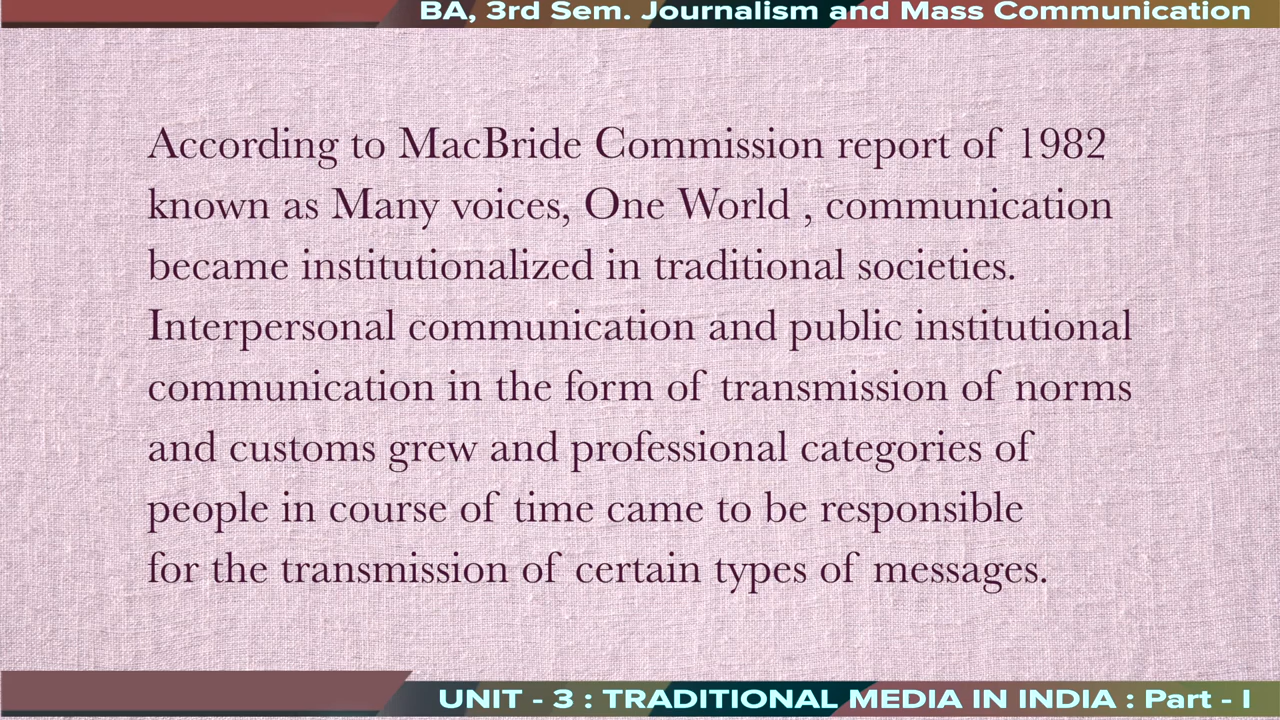 BA, 3rd Sem. Journalism and Mass Communication
According to MacBride Commission report of 1982
known as Many voices, One World , communication
became institutionalized in traditional societies.
Interpersonal communication and public institutional
communication in the form of transmission of norms
and customs grew and professional categories of
people in course of time came to be responsible
for the transmission of certain types of messages.
UNIT - 3 : TRADITIONAL MEDIA IN INDIA : Part - I